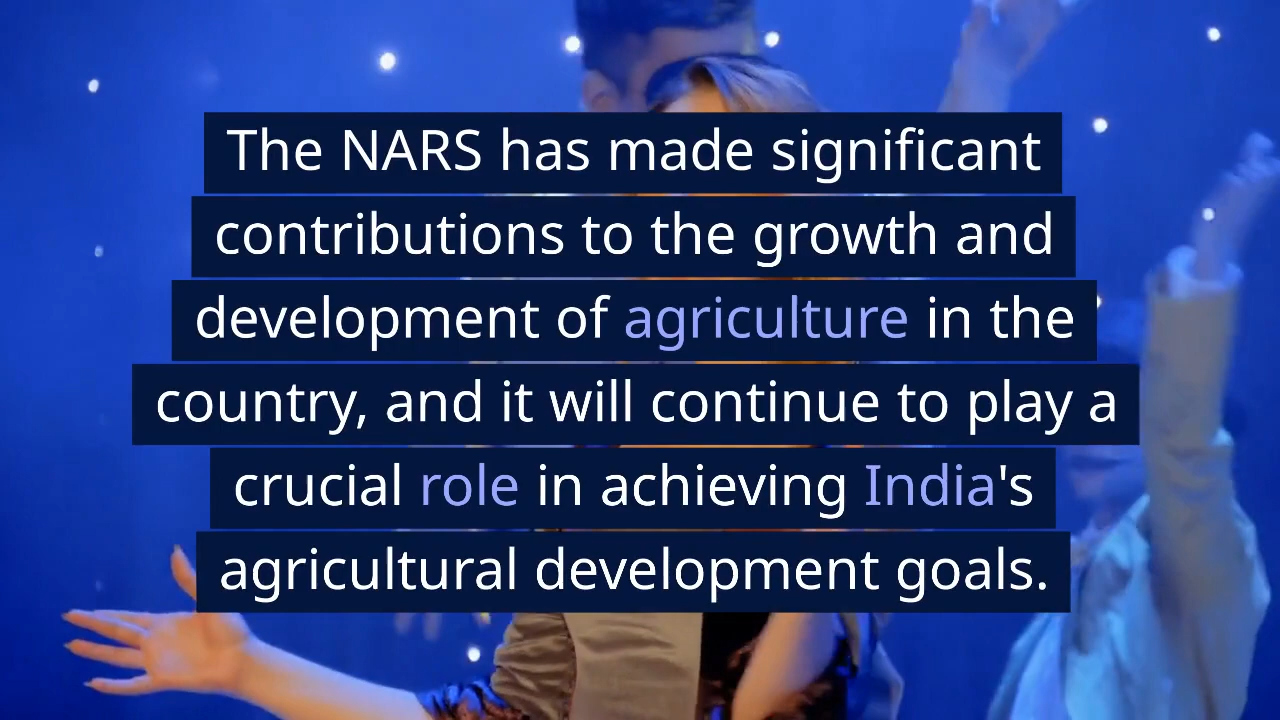 The NARS has made significant
contributions to the growth and
development of agriculture in the
country, and it will continue to play a
crucial role in achieving India's
agricultural development goals.